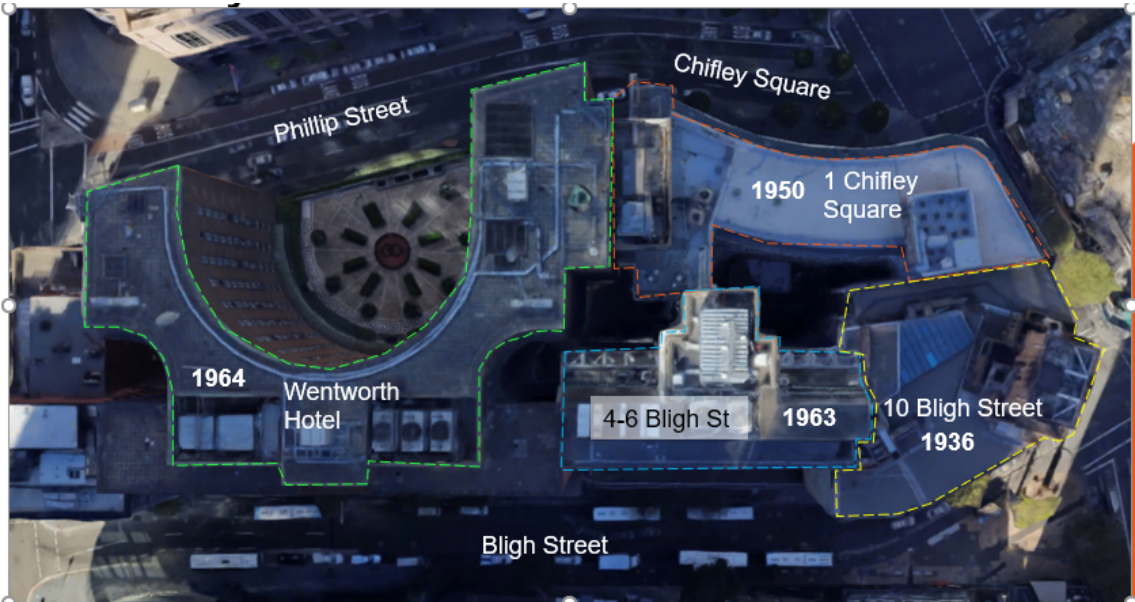 Chifley Square
Phillip Street
1950
1 Chifley
Square
1964
Wentworth
Hotel
4-6 Bligh St
1963
10 Bligh Street
1936
Bligh Street